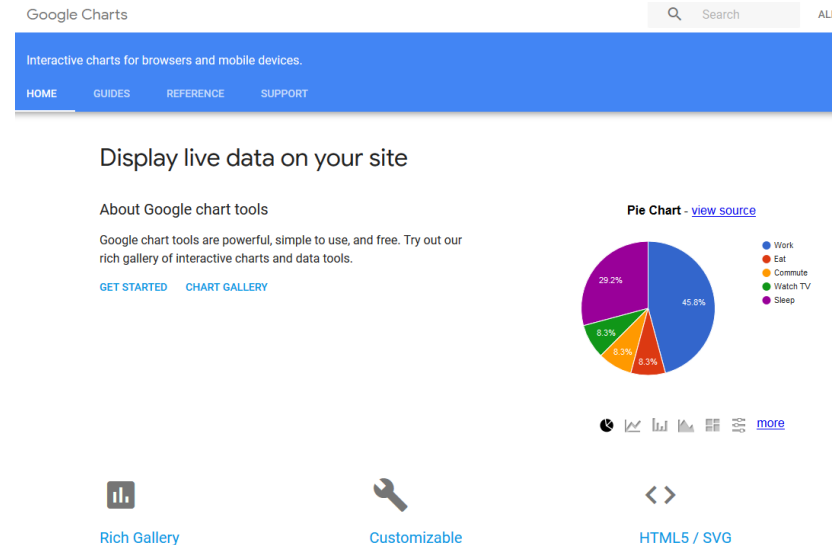 Google Charts
Search
Interactive charts for browsers and mobile devices.
HOME GUIDES REFERENCE SUPPORT
Display live data on your site
About Google chart tools
Google chart tools are powerful, simple to use, and free. Try out our
rich gallery of interactive charts and data tools.
GET STARTED CHART GALLERY
Pie Chart - view source
Work
Eat
Commute
Watch TV
Sleep
29.2%
45.8%
8.3%
8.3%
8.3%
more
Rich Gallery
Customizable
HTML5 / SVG